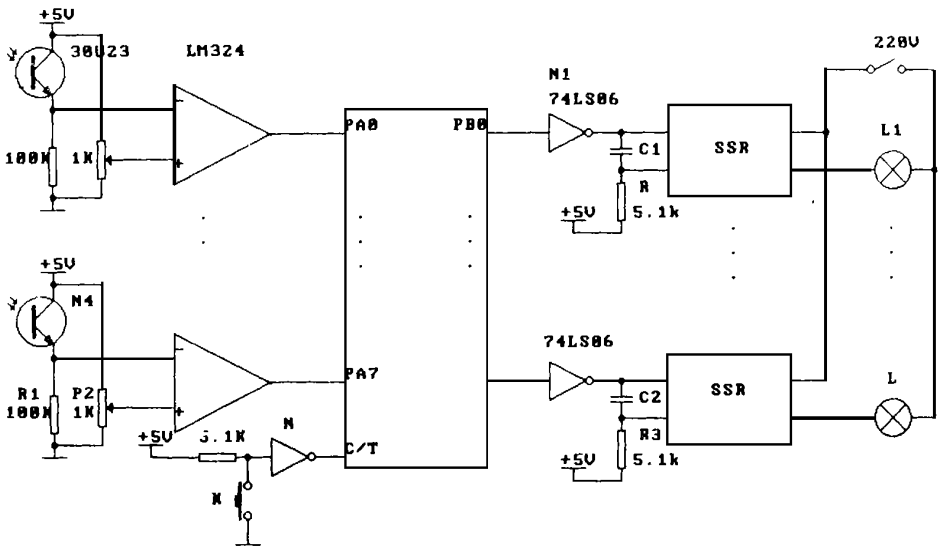 +5V
30U23
LM324
100K
1K
PA0
PB0
N1
74LS06
C1
R
5.1k
+5V
SSR
220V
L1
+5V
N4
R1
100K
P2
1K
PA7
+5V
N
C/T
74LS06
C2
R3
5.1k
+5V
SSR
L